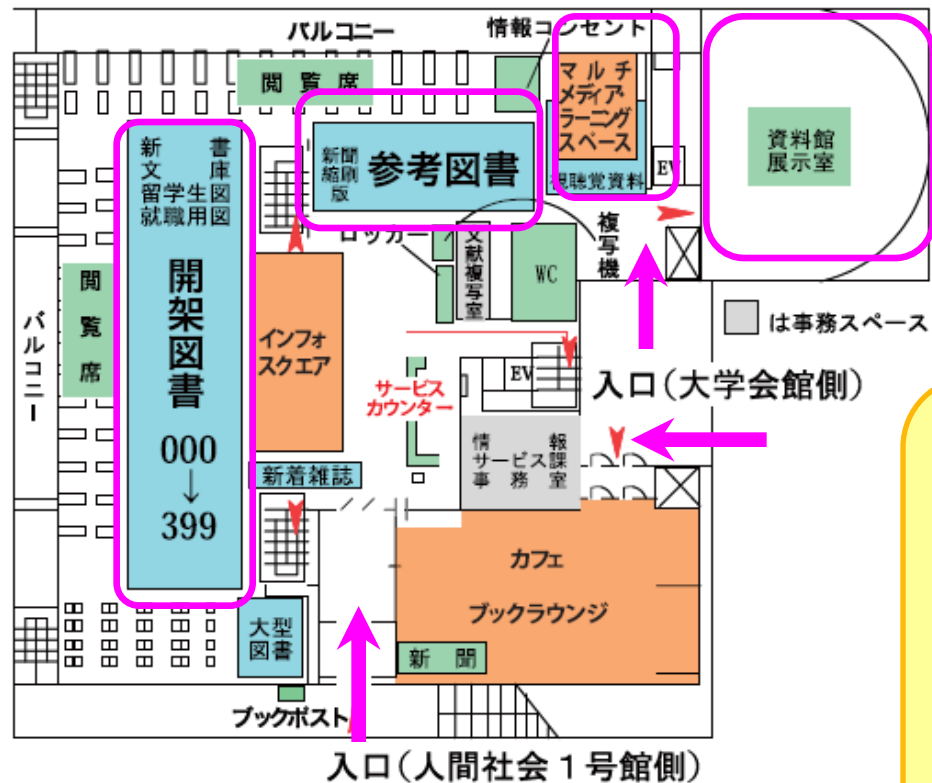 バルコニー
情報コンセント
閲覧席
マルチ
メディア
ラーニング
スペース
視聴覚資料
資料館
展示室
新書
文庫
留学生図
就職用図
開架図書
000
↓
399
新聞
縮刷
版
参考図書
EV
ロッカー
文献複写室
WC
複写機
は事務スペース
バルコニー
閲覧席
インフォ
スクエア
サービス
カウンター
EV
入口(大学会館側)
情報
サービス課
事務室
新着雑誌
カフェ
ブックラウンジ
大型
図書
新聞
ブックポスト
入口(人間社会1号館側)